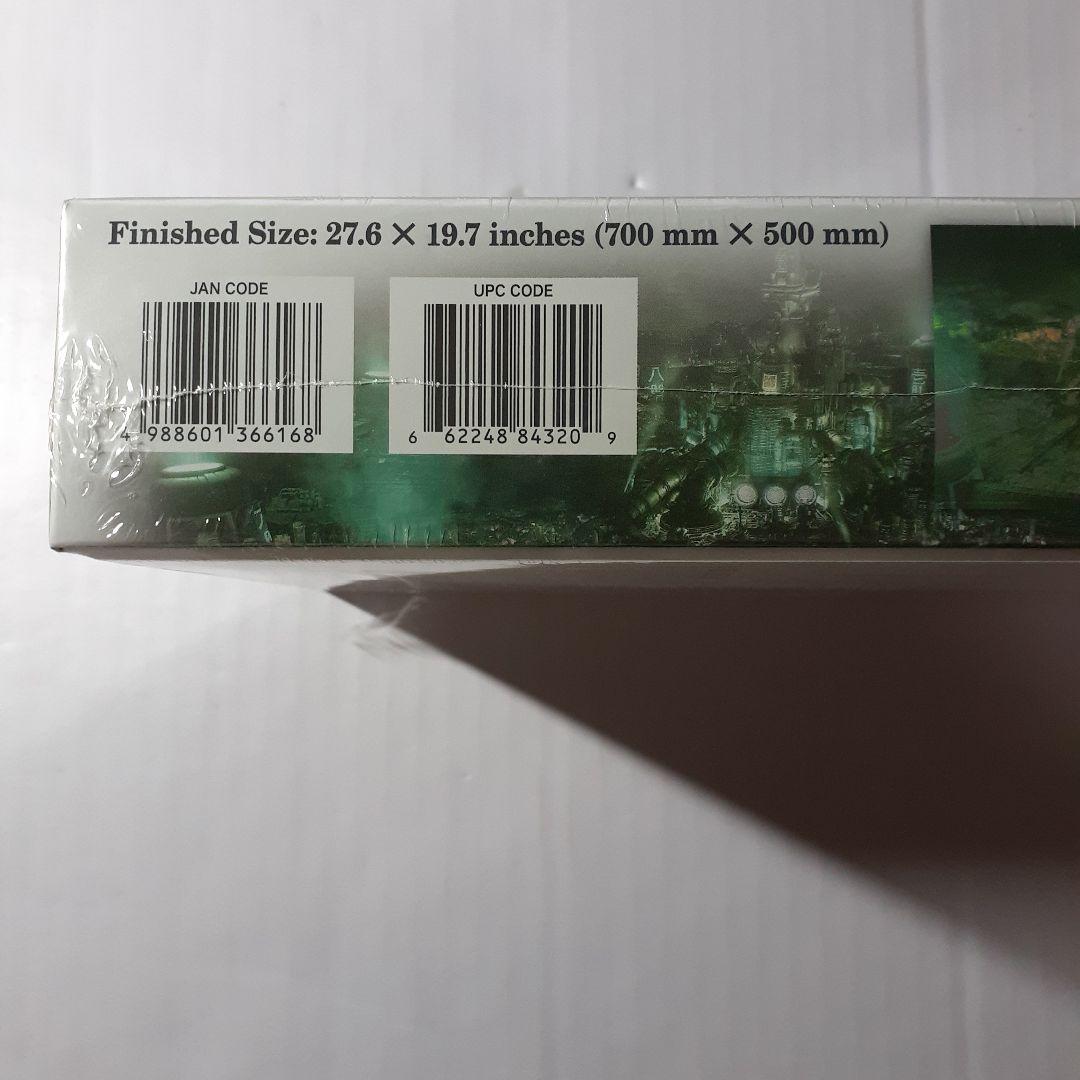 Finished Size: 27.6 × 19.7 inches (700 mm × 500 mm)
JAN CODE
4 988601 366168
UPC CODE
6 62248 84320 9